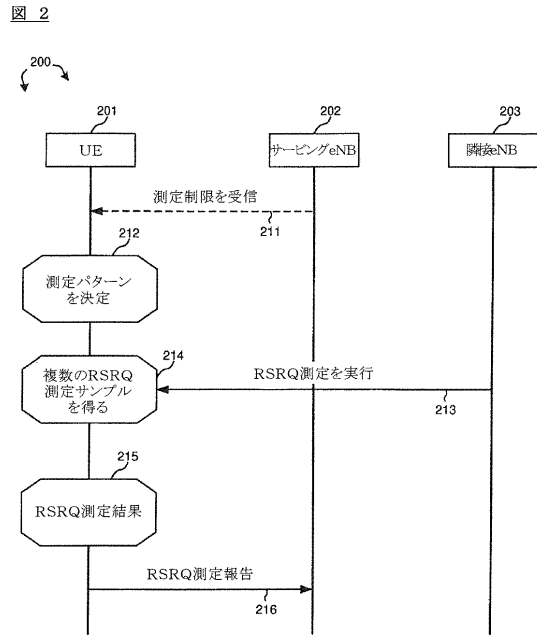 図 2
200
201
202
203
UE
サービングeNB
隣接eNB
測定制限を受信
211
212
測定パターン
を決定
214
複数のRSRQ
測定サンプル
を得る
RSRQ測定を実行
213
215
RSRQ測定結果
RSRQ測定報告
216